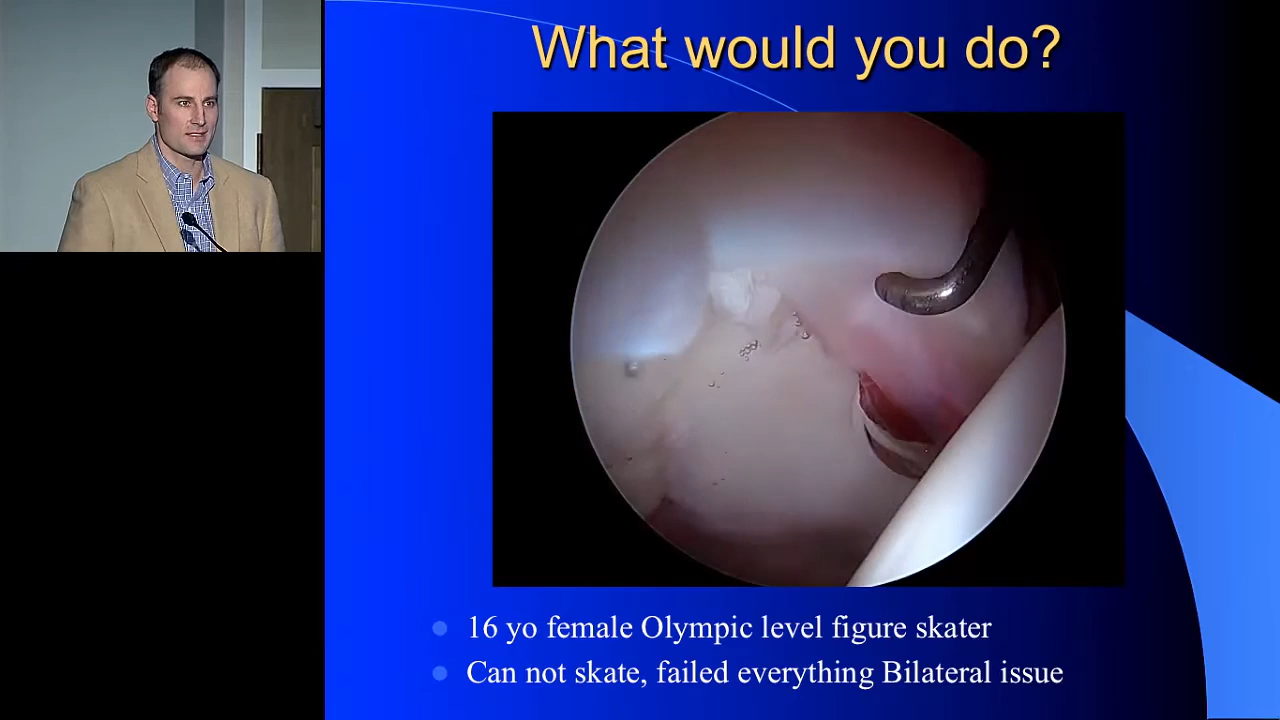 What would you do?
16 yo female Olympic level figure skater
Can not skate, failed everything Bilateral issue